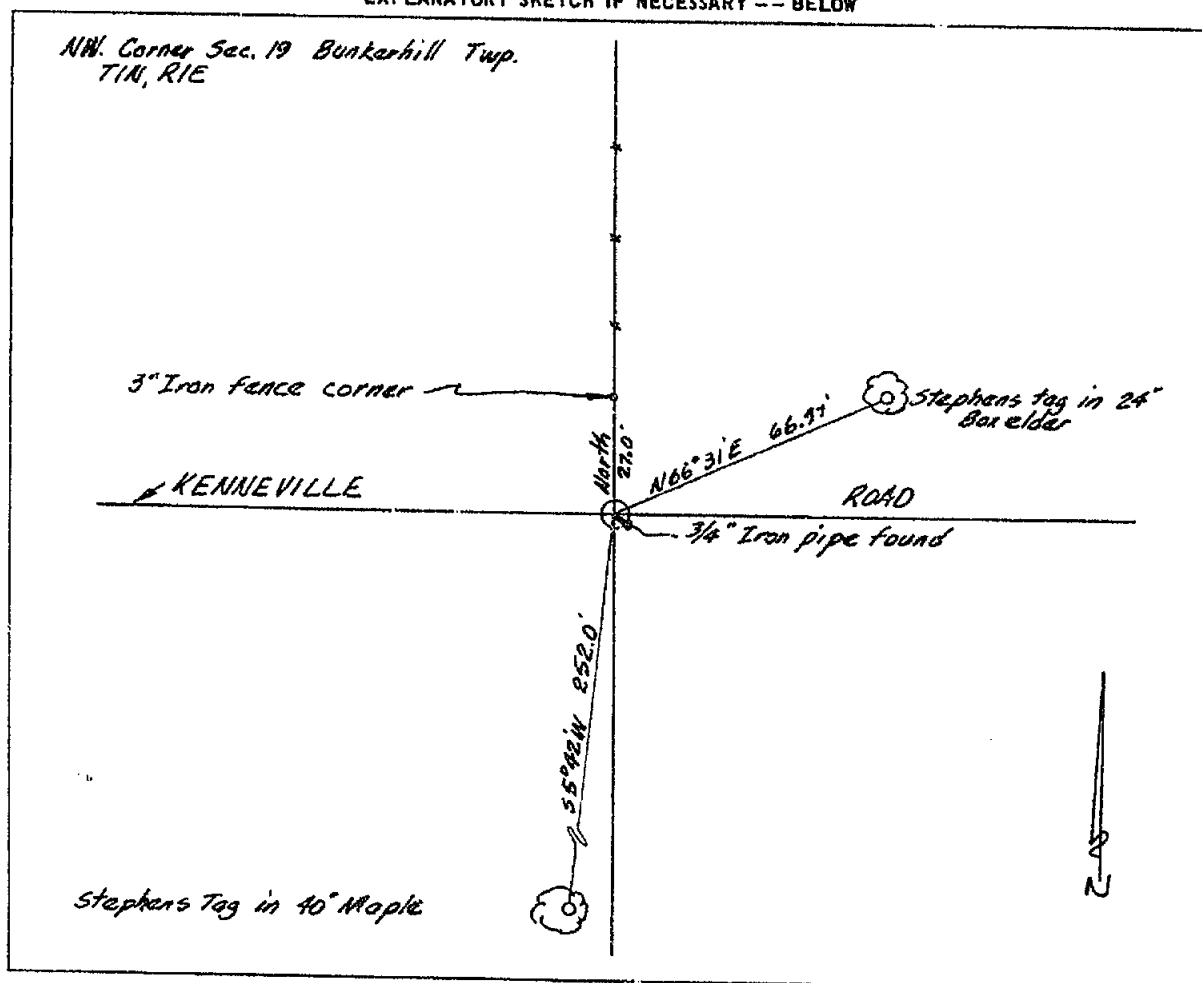 EXPLANATORY SKETCH IF NECESSARY -- BELOW
NW. Corner Sec. 19 Bunkerhill Twp.
T1N, R1E
3" Iron fence corner
Stephens tag in 24"
Box elder
North
27.0'
N66°31'E 66.97'
KENNEVILLE
ROAD
3/4" Iron pipe found
S5°42'W 252.0'
Stephens Tag in 40" Maple
N